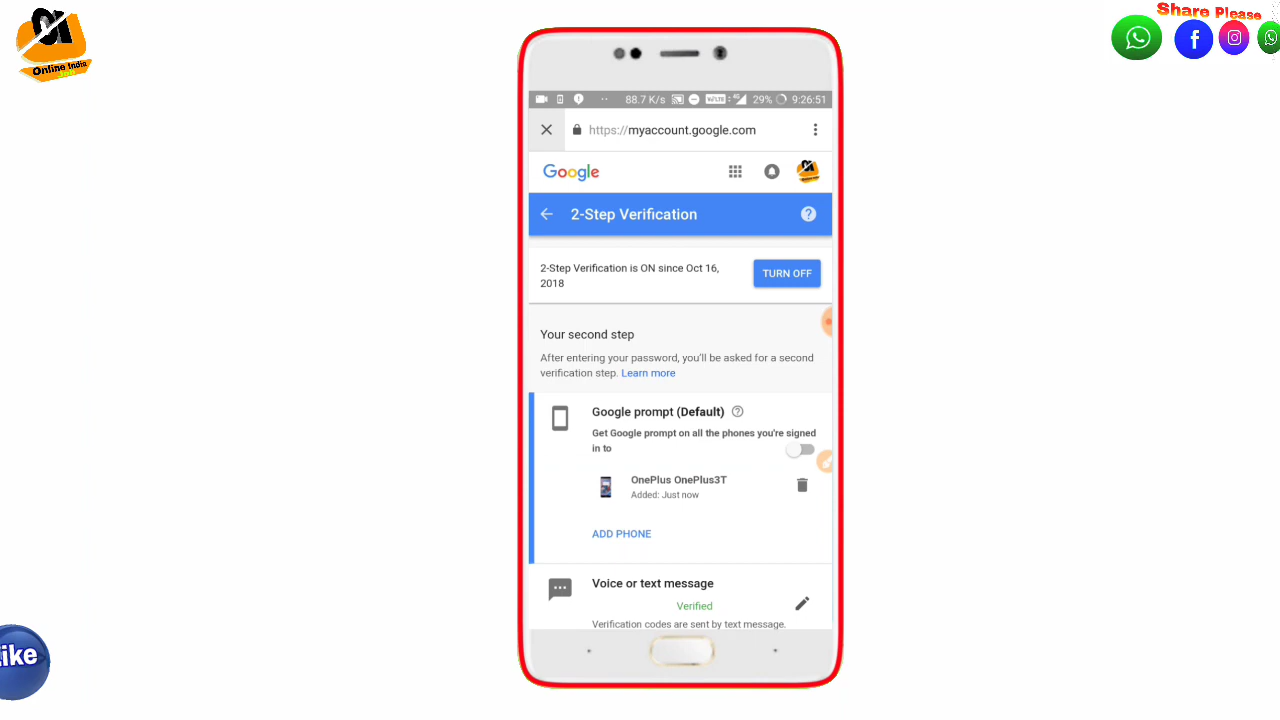 Share Please
Online India
Job
88.7 K/s VoLTE 4G 29% 9:26:51
https://myaccount.google.com
Google
2-Step Verification
2-Step Verification is ON since Oct 16,
2018
TURN OFF
Your second step
After entering your password, you'll be asked for a second
verification step. Learn more
Google prompt (Default)
Get Google prompt on all the phones you're signed
in to
OnePlus OnePlus3T
Added: Just now
ADD PHONE
Voice or text message
Verified
Verification codes are sent by text message.
ike